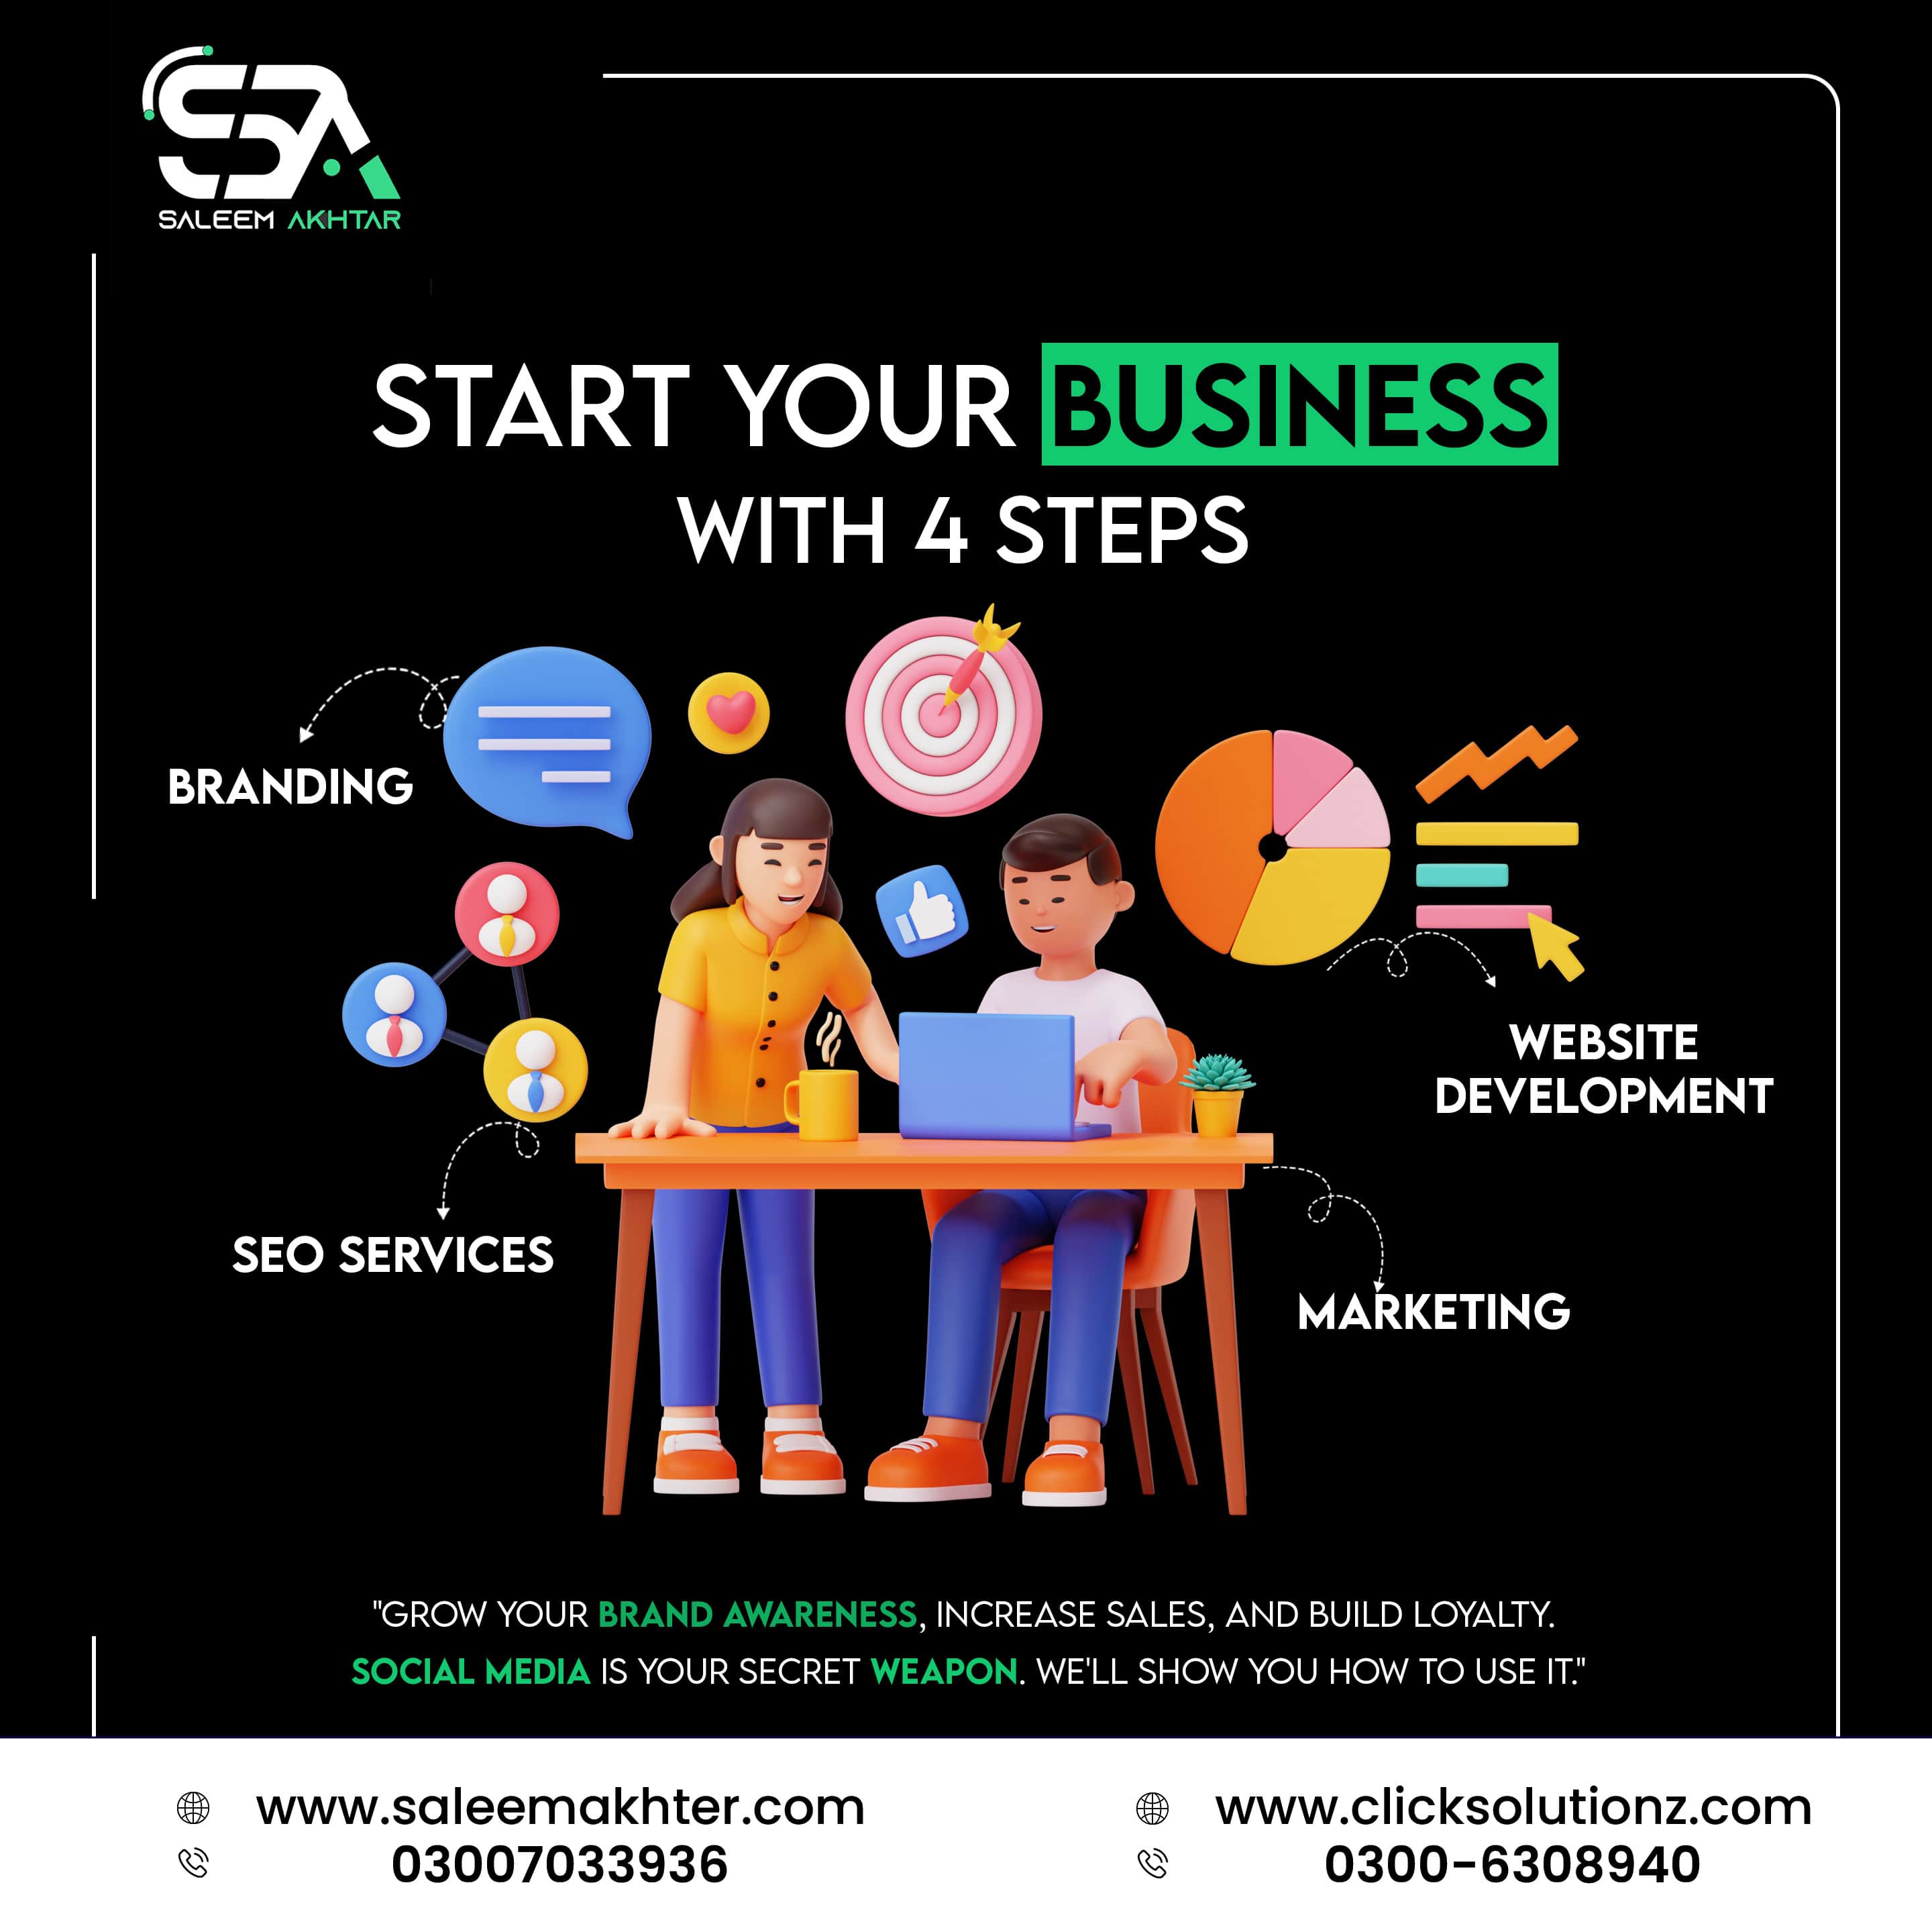 SA
SALEEM AKHTAR
START YOUR BUSINESS
WITH 4 STEPS
BRANDING
WEBSITE
DEVELOPMENT
SEO SERVICES
MARKETING
"GROW YOUR BRAND AWARENESS, INCREASE SALES, AND BUILD LOYALTY.
SOCIAL MEDIA IS YOUR SECRET WEAPON. WE'LL SHOW YOU HOW TO USE IT."
www.saleemakhter.com
03007033936
www.clicksolutionz.com
0300-6308940